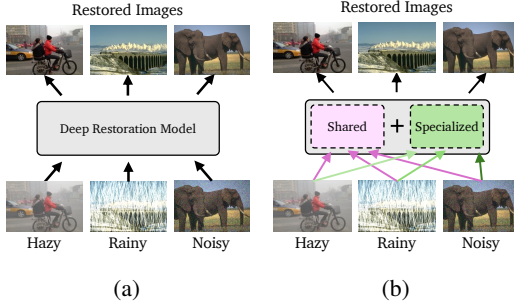 Restored Images
Deep Restoration Model
Hazy Rainy Noisy
(a)
Restored Images
Shared + Specialized
Hazy Rainy Noisy
(b)